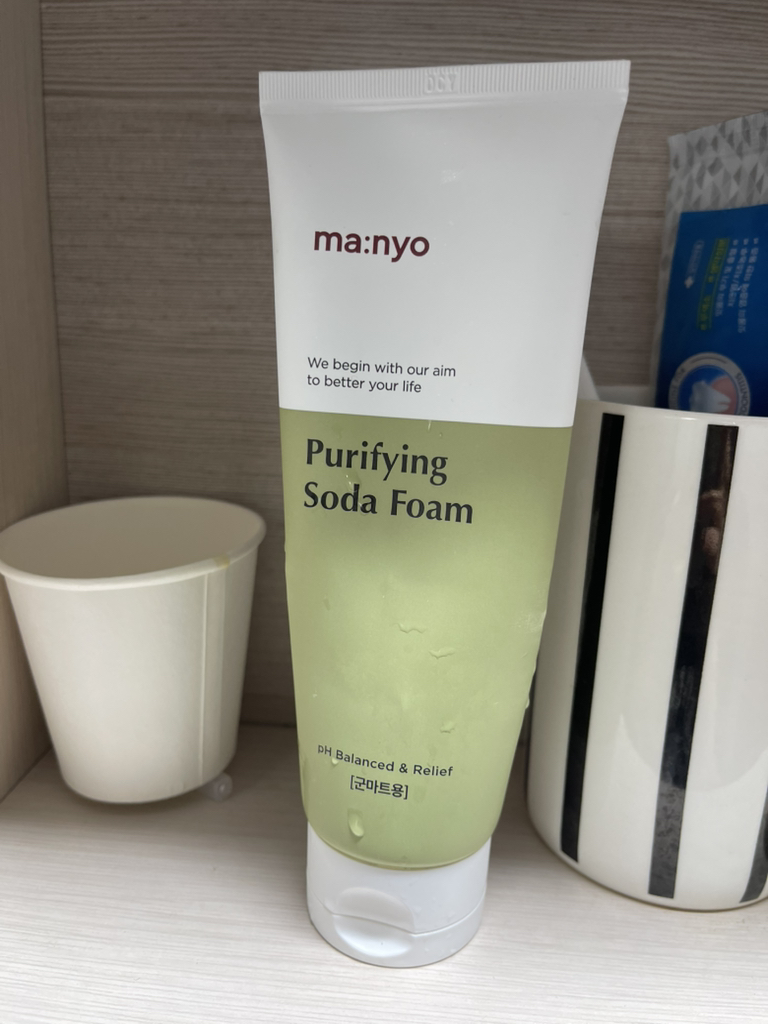 ma:nyo
We begin with our aim
to better your life
Purifying
Soda Foam
pH Balanced & Relief
[군마트용]